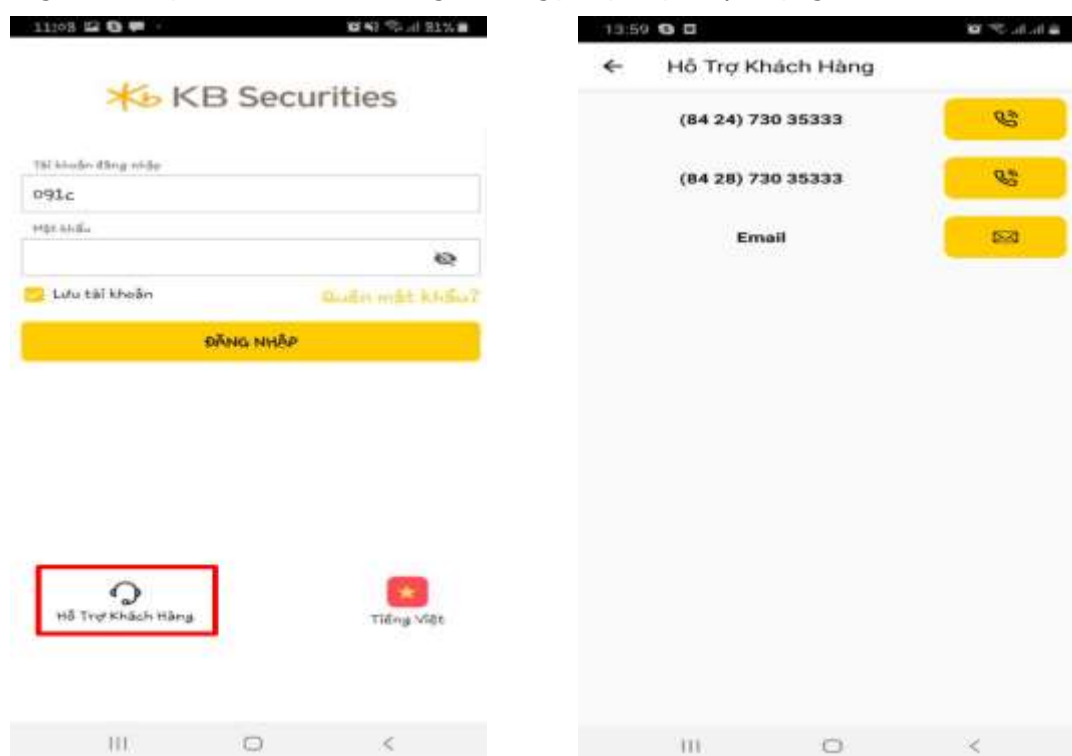 11:03
81%
KB Securities
Tài khoản đăng nhập
091c
Mật khẩu
Lưu tài khoản
Quên mật khẩu?
ĐĂNG NHẬP
Hỗ Trợ Khách Hàng
Tiếng Việt
13:59
Hỗ Trợ Khách Hàng
(84 24) 730 35333
(84 28) 730 35333
Email